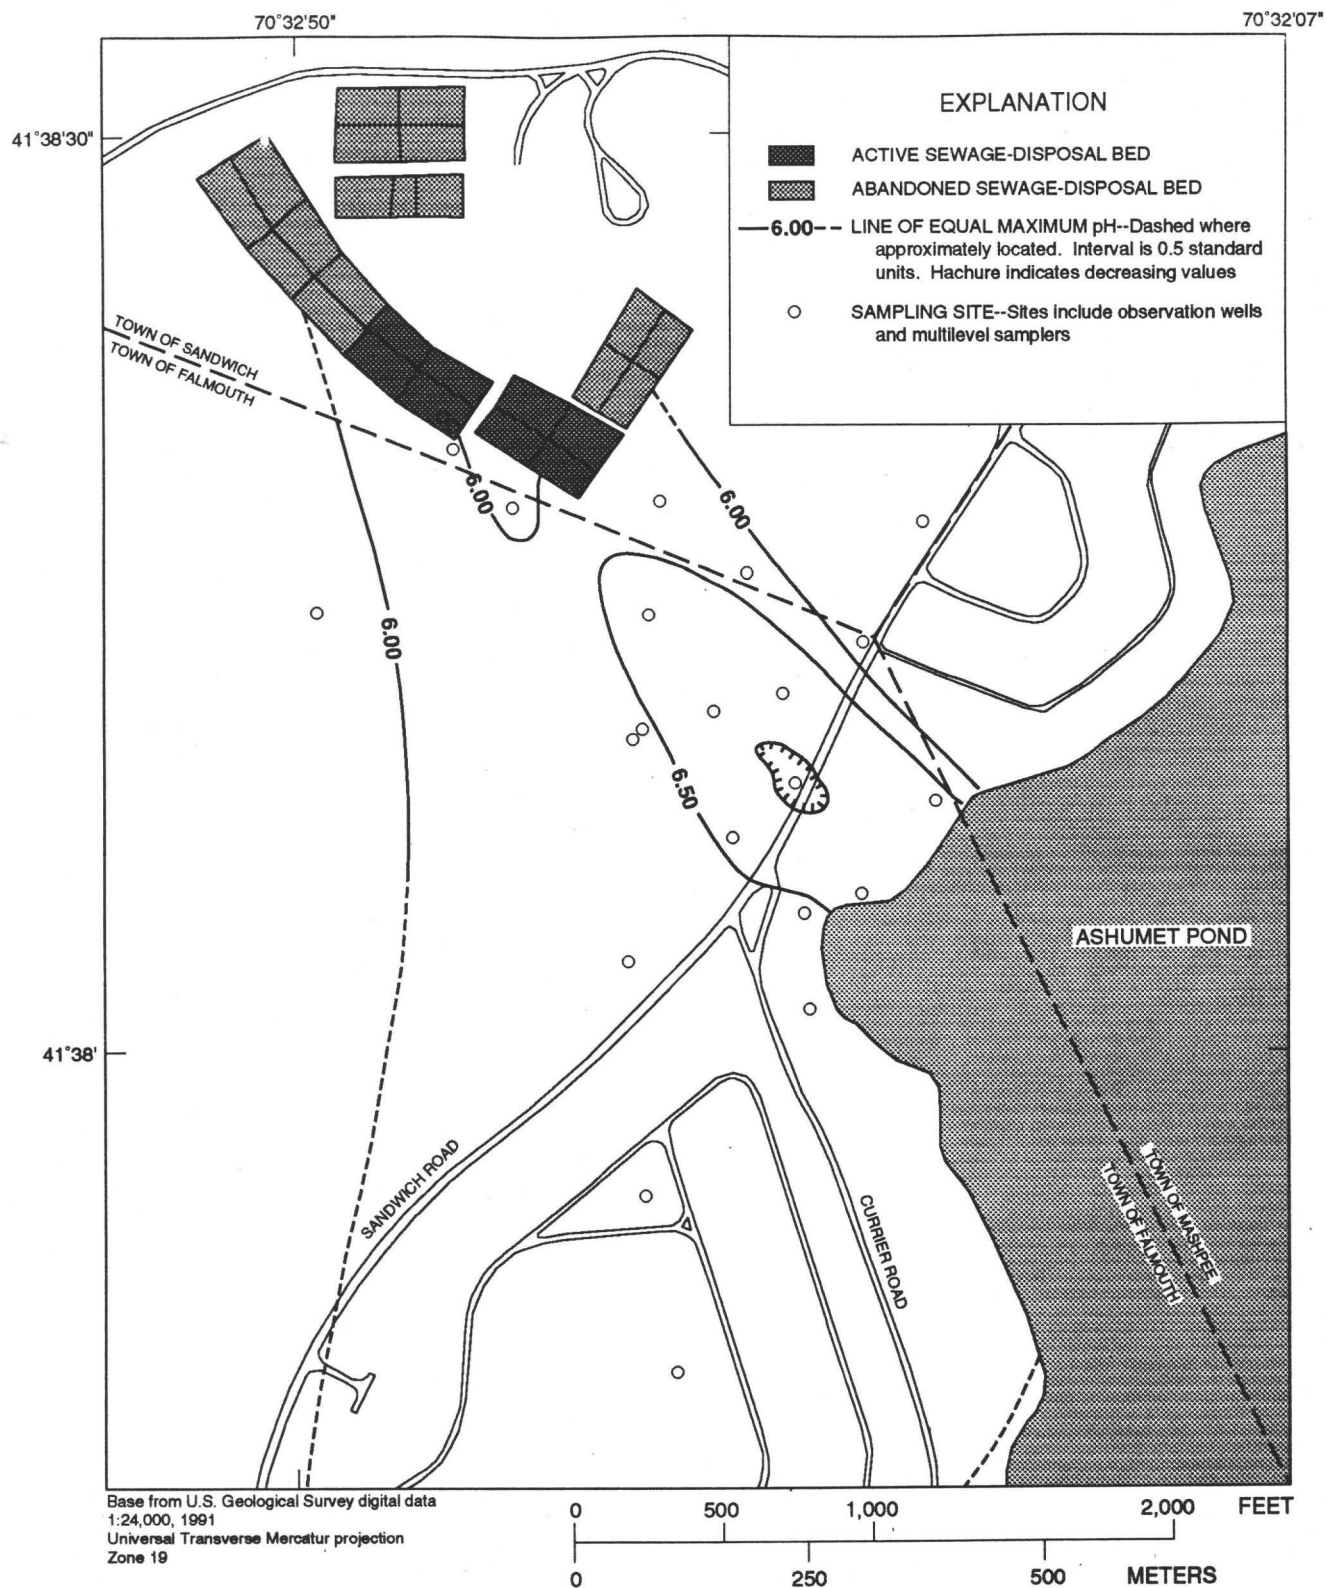 70°32'50"
70°32'07"
41°38'30"
EXPLANATION
ACTIVE SEWAGE-DISPOSAL BED
ABANDONED SEWAGE-DISPOSAL BED
6.00 LINE OF EQUAL MAXIMUM pH--Dashed where
approximately located. Interval is 0.5 standard
units. Hachure indicates decreasing values
SAMPLING SITE--Sites include observation wells
and multilevel samplers
TOWN OF SANDWICH
TOWN OF FALMOUTH
6.00
6.00
6.00
6.50
ASHUMET POND
41°38'
SANDWICH ROAD
CURRIER ROAD
TOWN OF MASHPEE
TOWN OF FALMOUTH
Base from U.S. Geological Survey digital data
1:24,000, 1991
Universal Transverse Mercatur projection
Zone 19
0 500 1,000 2,000 FEET
0 250 500 METERS